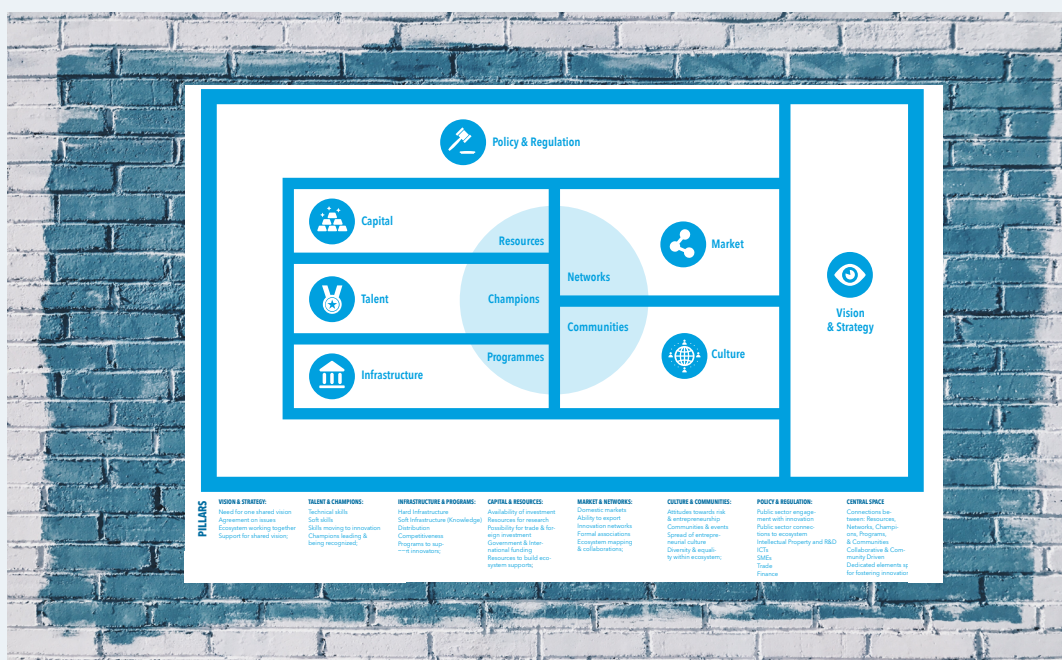 Policy & Regulation
Capital
Resources
Talent
Champions
Infrastructure
Programmes
Networks
Market
Communities
Culture
Vision
& Strategy
PILLARS
VISION & STRATEGY:
Need for one shared vision
Agreement on issues
Ecosystem working together
Support for shared vision;
TALENT & CHAMPIONS:
Technical skills
Soft skills
Skills moving to innovation
Champions leading &
being recognized;
INFRASTRUCTURE & PROGRAMS:
Hard Infrastructure
Soft Infrastructure (Knowledge)
Distribution
Competitiveness
Programs to sup-
innovators;
CAPITAL & RESOURCES:
Availability of investment
Resources for research
Possibility for trade & for-
eign investment
Government & Inter-
national funding
Resources to build eco-
system supports;
MARKET & NETWORKS:
Domestic markets
Ability to export
Innovation networks
Formal associations
Ecosystem mapping
& collaborations;
CULTURE & COMMUNITIES:
Attitudes towards risk
& entrepreneurship
Communities & events
Spread of entrepre-
neurial culture
Diversity & equali-
ty within ecosystem;
POLICY & REGULATION:
Public sector engage-
ment with innovation
Public sector connec-
tions to ecosystem
Intellectual Property and R&D
ICTs
SMEs
Trade
Finance
CENTRAL SPACE
Connections be-
tween: Resources,
Networks, Champi-
ons, Programs,
& Communities
Collaborative & Com-
munity Driven
Dedicated elements
for fostering innovation